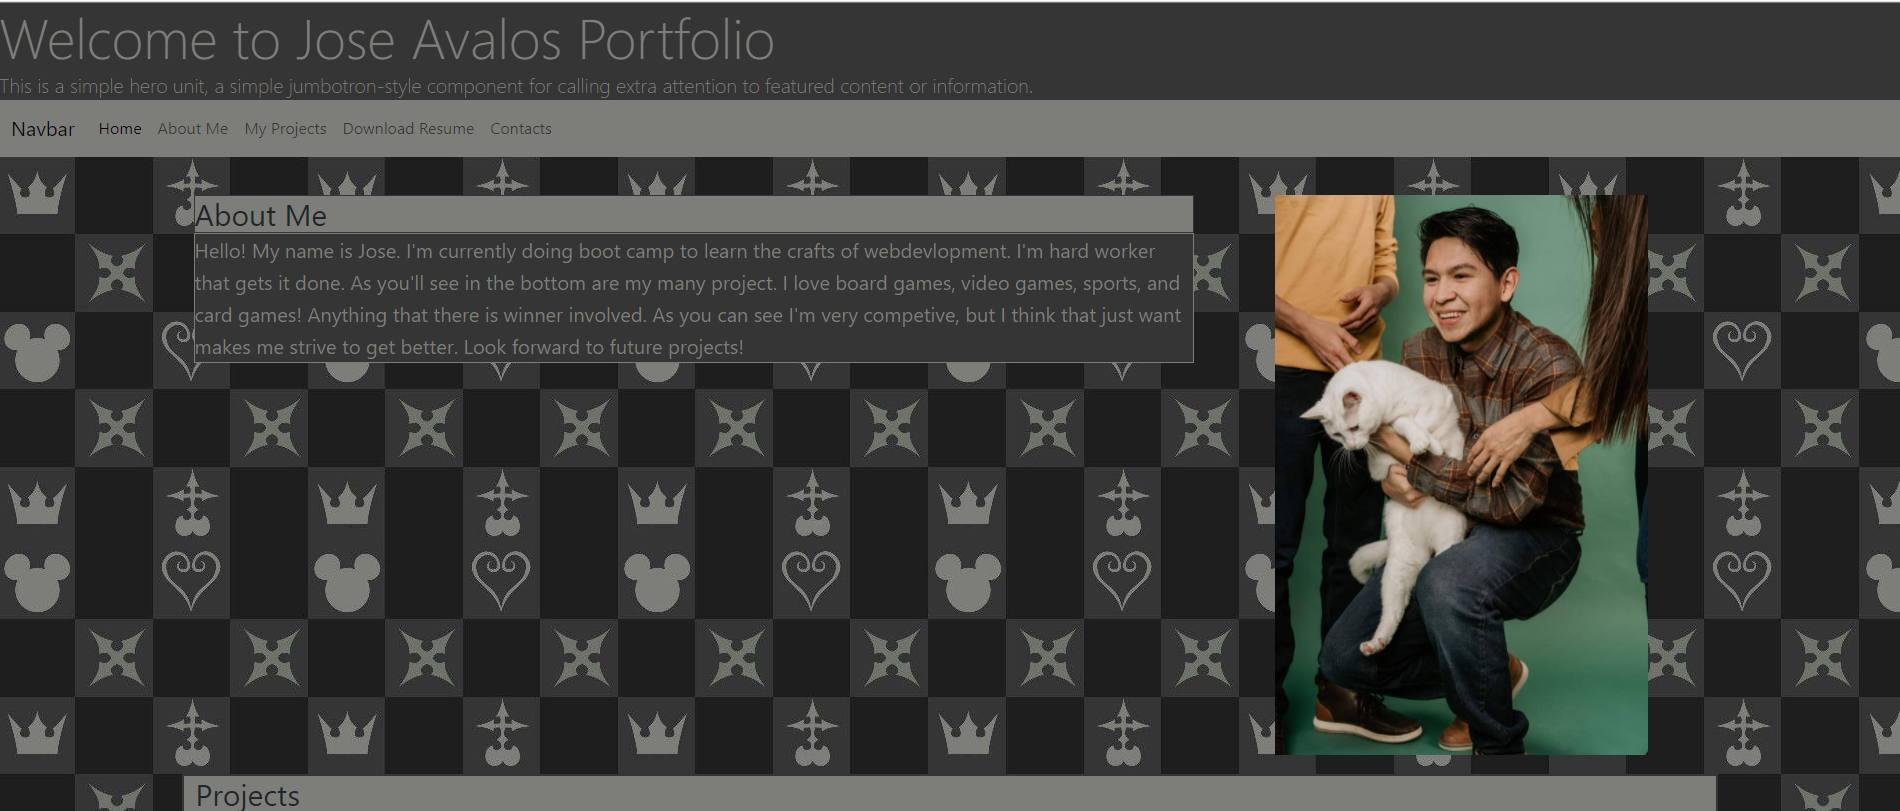 Welcome to Jose Avalos Portfolio
This is a simple hero unit, a simple jumbotron-style component for calling extra attention to featured content or information.
Navbar Home About Me My Projects Download Resume Contacts
About Me
Hello! My name is Jose. I'm currently doing boot camp to learn the crafts of webdevlopment. I'm hard worker
that gets it done. As you'll see in the bottom are my many project. I love board games, video games, sports, and
card games! Anything that there is winner involved. As you can see I'm very competive, but I think that just want
makes me strive to get better. Look forward to future projects!
Projects